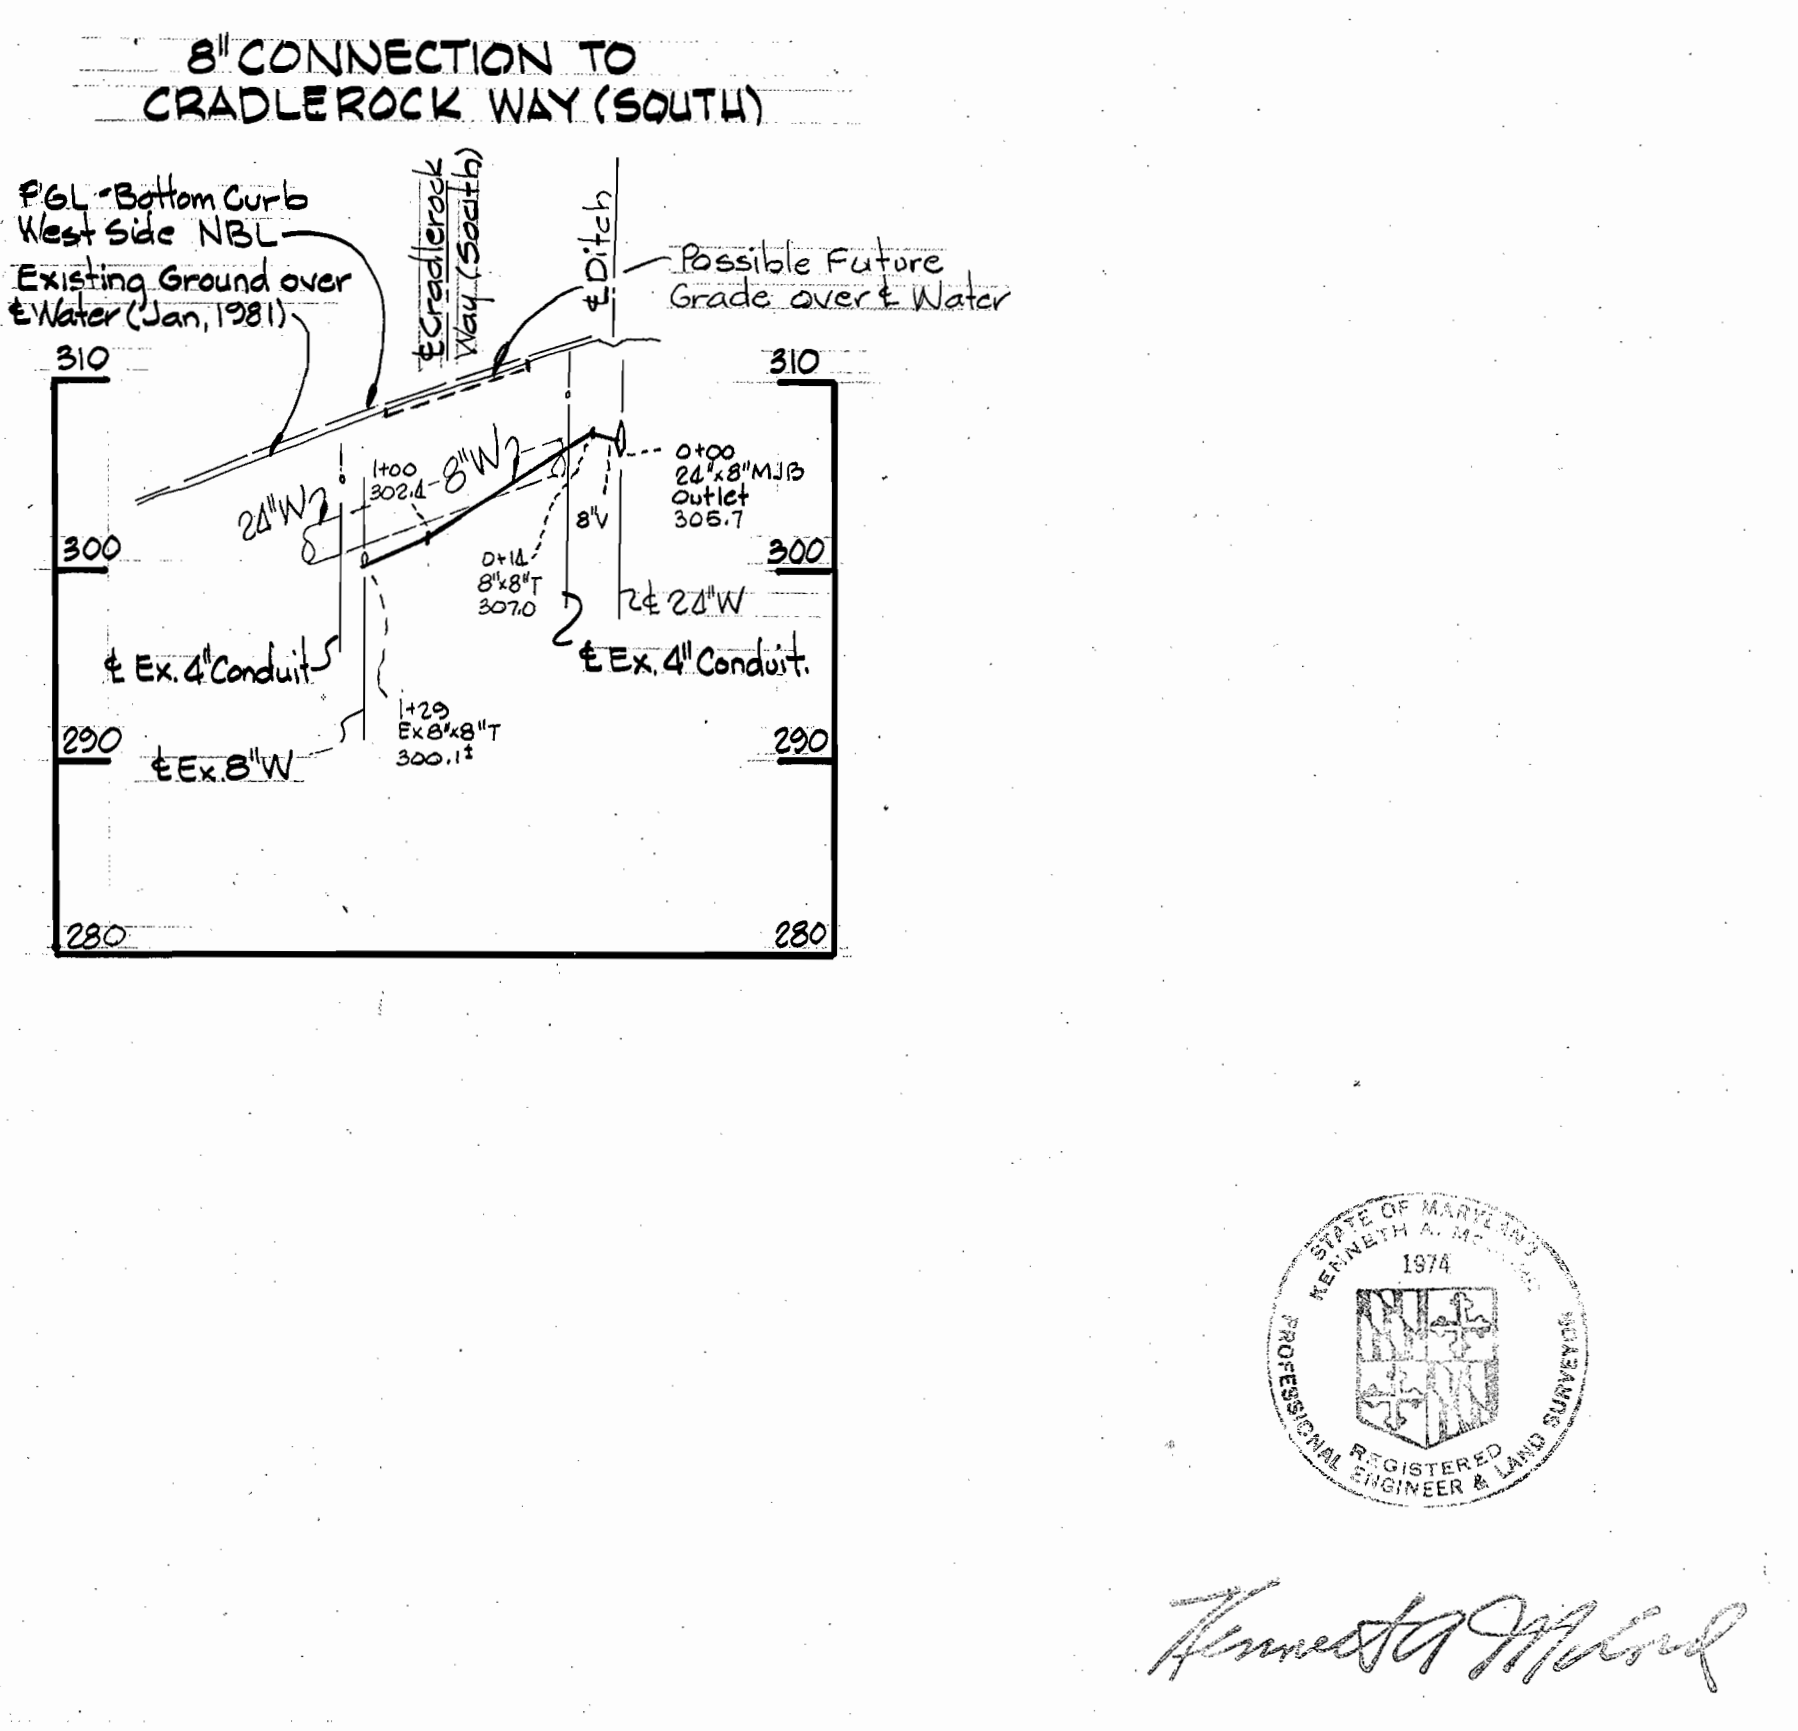 8" CONNECTION TO
CRADLEROCK WAY (SOUTH)
PGL - Bottom Curb
West Side NBL
Existing Ground over
℄ Water (Jan, 1981)
℄ Cradlerock
Way (South)
℄ Ditch
Possible Future
Grade over ℄ Water
310
310
24" W
1+00
302.4
8" W
0+00
24"x8" MJB
Outlet
305.7
8"V
300
300
0+14
8"x8"T
307.0
℄ 24" W
℄ Ex. 4" Conduit
℄ Ex. 4" Conduit.
1+29
Ex 8"x8"T
300.1±
290
290
℄ Ex. 8" W
280
280
STATE OF MARYLAND
KENNETH A.
1974
REGISTERED
PROFESSIONAL ENGINEER & LAND SURVEYOR
Kenneth A